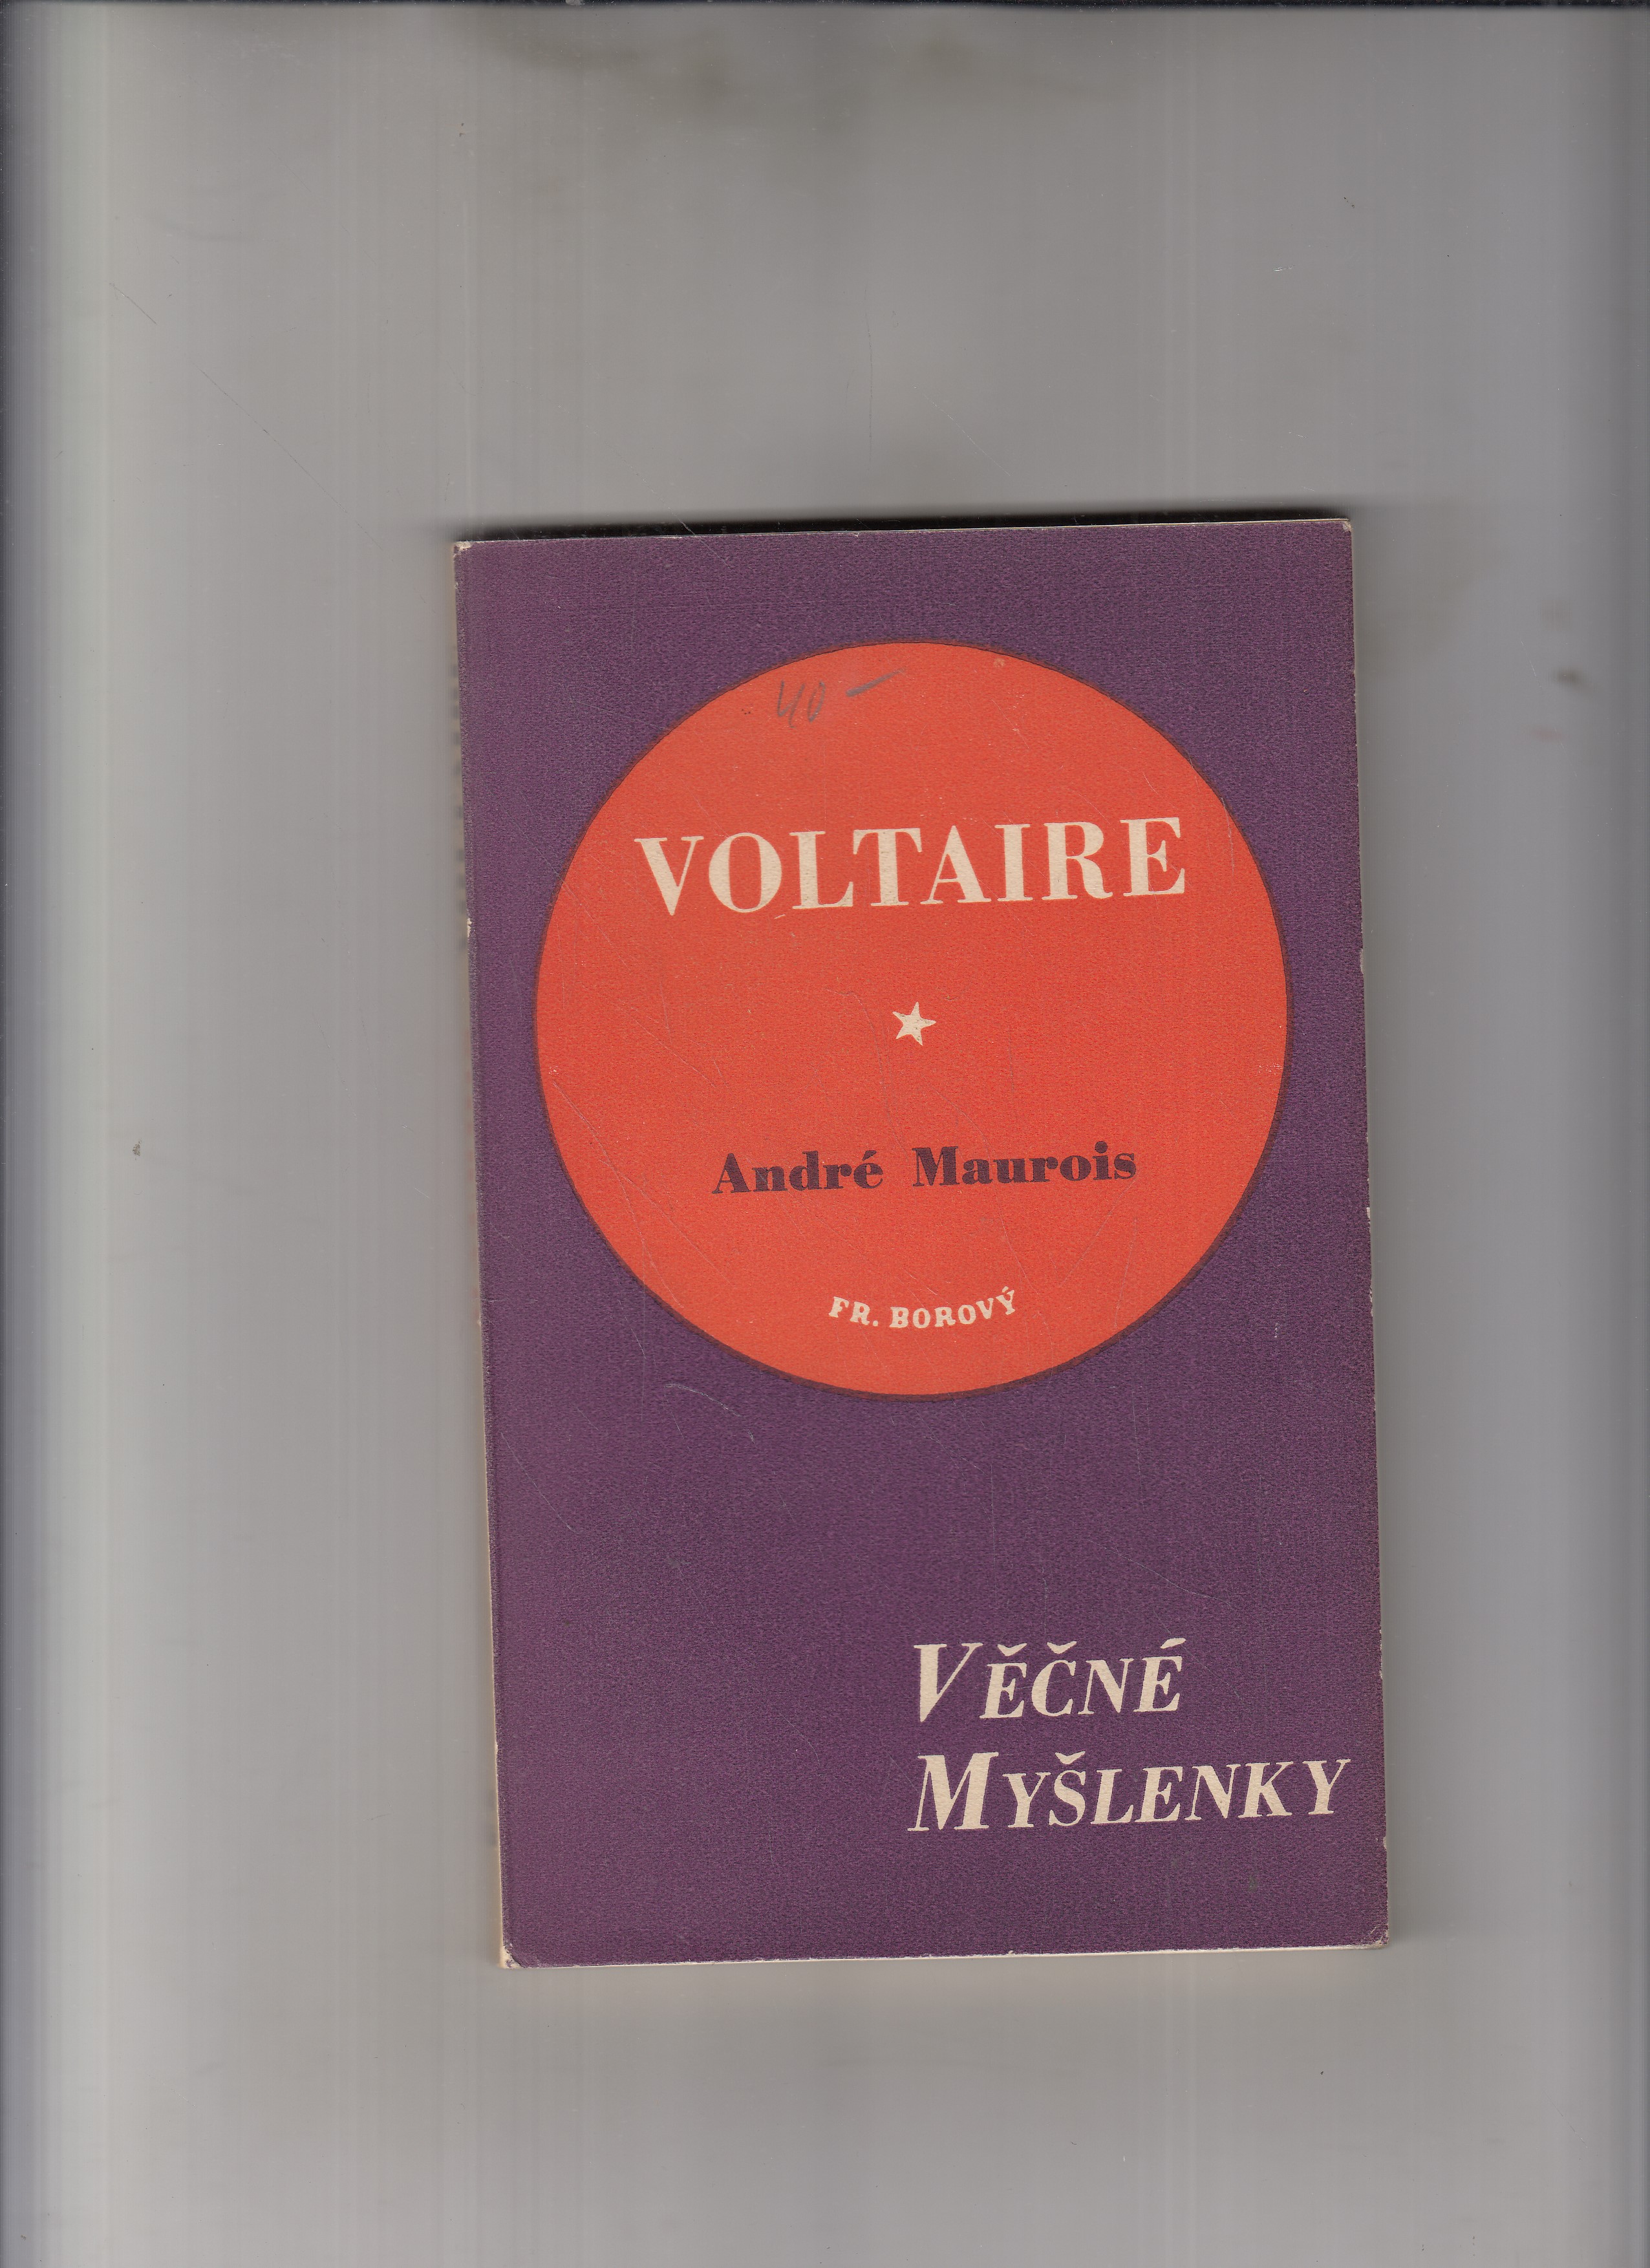 40 –
VOLTAIRE
André Maurois
FR. BOROVÝ
VĚČNÉ
MYŠLENKY